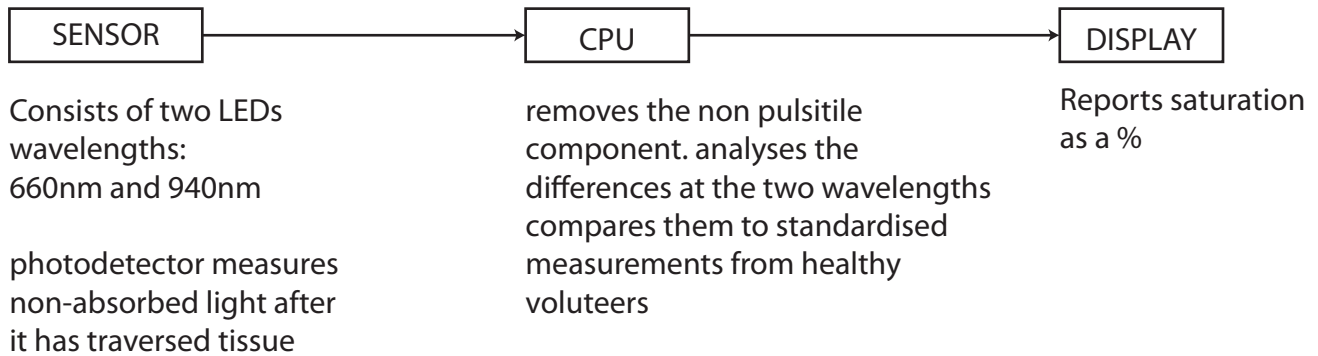 SENSOR
CPU
DISPLAY
Consists of two LEDs
wavelengths:
660nm and 940nm
photodetector measures
non-absorbed light after
it has traversed tissue
removes the non pulsitile
component. analyses the
differences at the two wavelengths
compares them to standardised
measurements from healthy
voluteers
Reports saturation
as a %